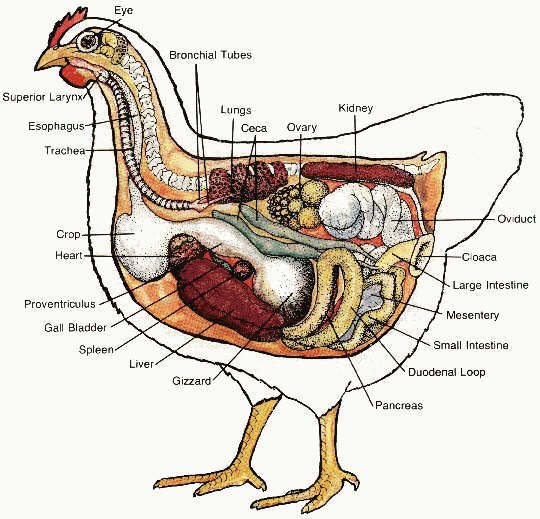 Eye
Bronchial Tubes
Superior Larynx
Lungs
Kidney
Ceca
Ovary
Esophagus
Trachea
Oviduct
Crop
Heart
Cloaca
Large Intestine
Proventriculus
Mesentery
Gall Bladder
Spleen
Small Intestine
Liver
Duodenal Loop
Gizzard
Pancreas